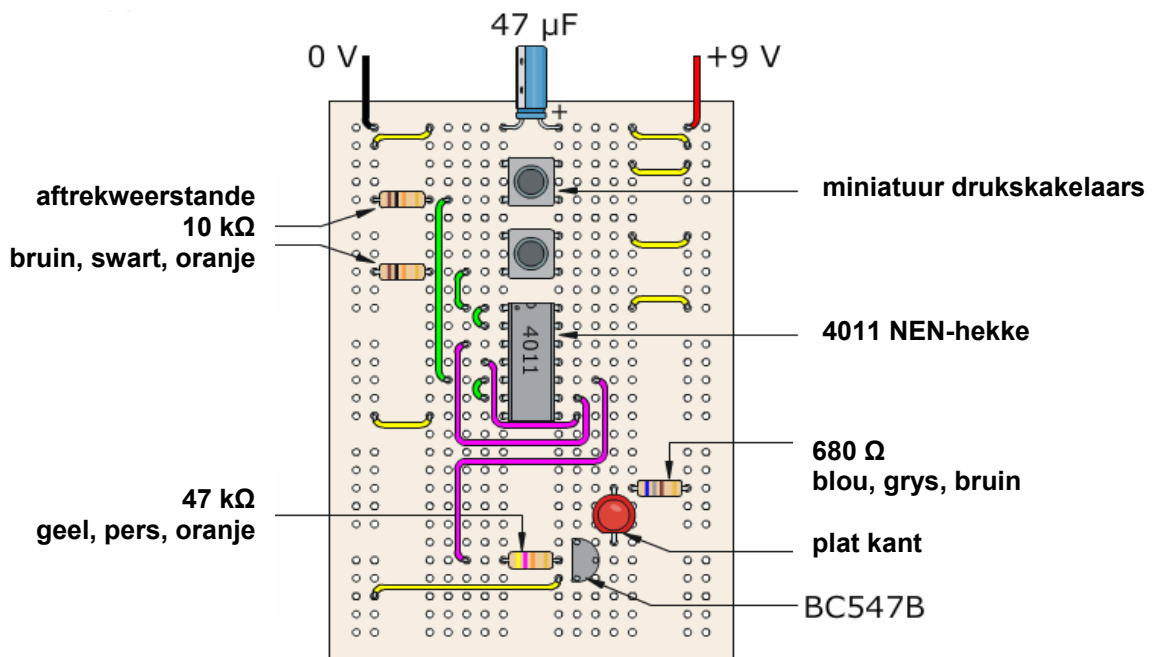 47 µF
0 V
+9 V
aftrekweerstande
10 kΩ
bruin, swart, oranje
miniatuur drukskakelaars
4011
4011 NEN-hekke
680 Ω
blou, grys, bruin
47 kΩ
geel, pers, oranje
plat kant
BC547B
+